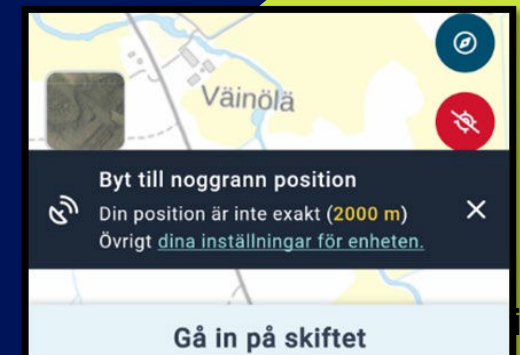 Väinölä
Byt till noggrann position
Din position är inte exakt (2000 m)
Övrigt dina inställningar för enheten.
Gå in på skiftet